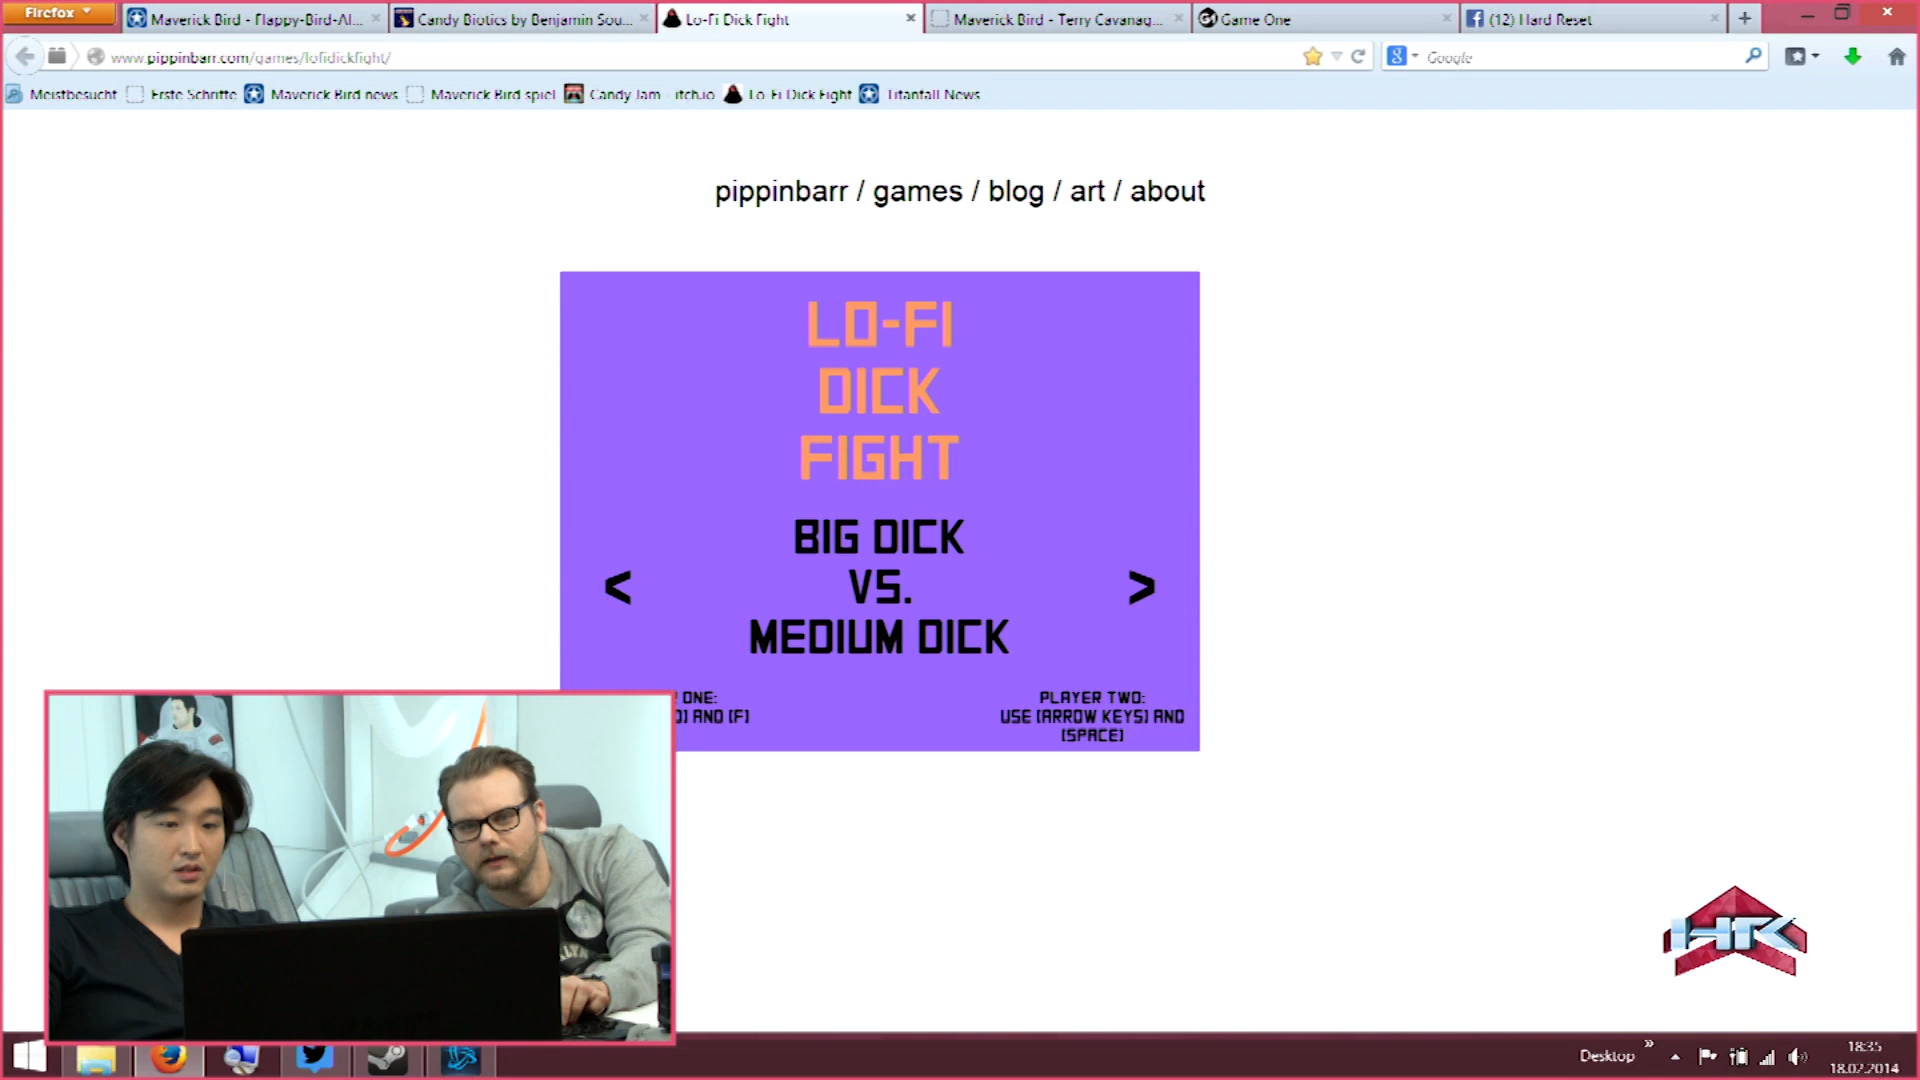 Firefox
Maverick Bird - Flappy-Bird-Al...
Candy Biotics by Benjamin Sou...
Lo-Fi Dick Fight
Maverick Bird - Terry Cavanag...
Game One
(12) Hard Reset
www.pippinbarr.com/games/lofidickfight/
Google
Meistbesucht
Erste Schritte
Maverick Bird news
Maverick Bird spiel
Candy Jam - itch.io
Lo-Fi Dick Fight
Titanfall News
pippinbarr / games / blog / art / about
LO-FI
DICK
FIGHT
BIG DICK
< VS. >
MEDIUM DICK
ONE:
AND [F]
PLAYER TWO:
USE [ARROW KEYS] AND
[SPACE]
HR
Desktop
18:35
18.02.2014